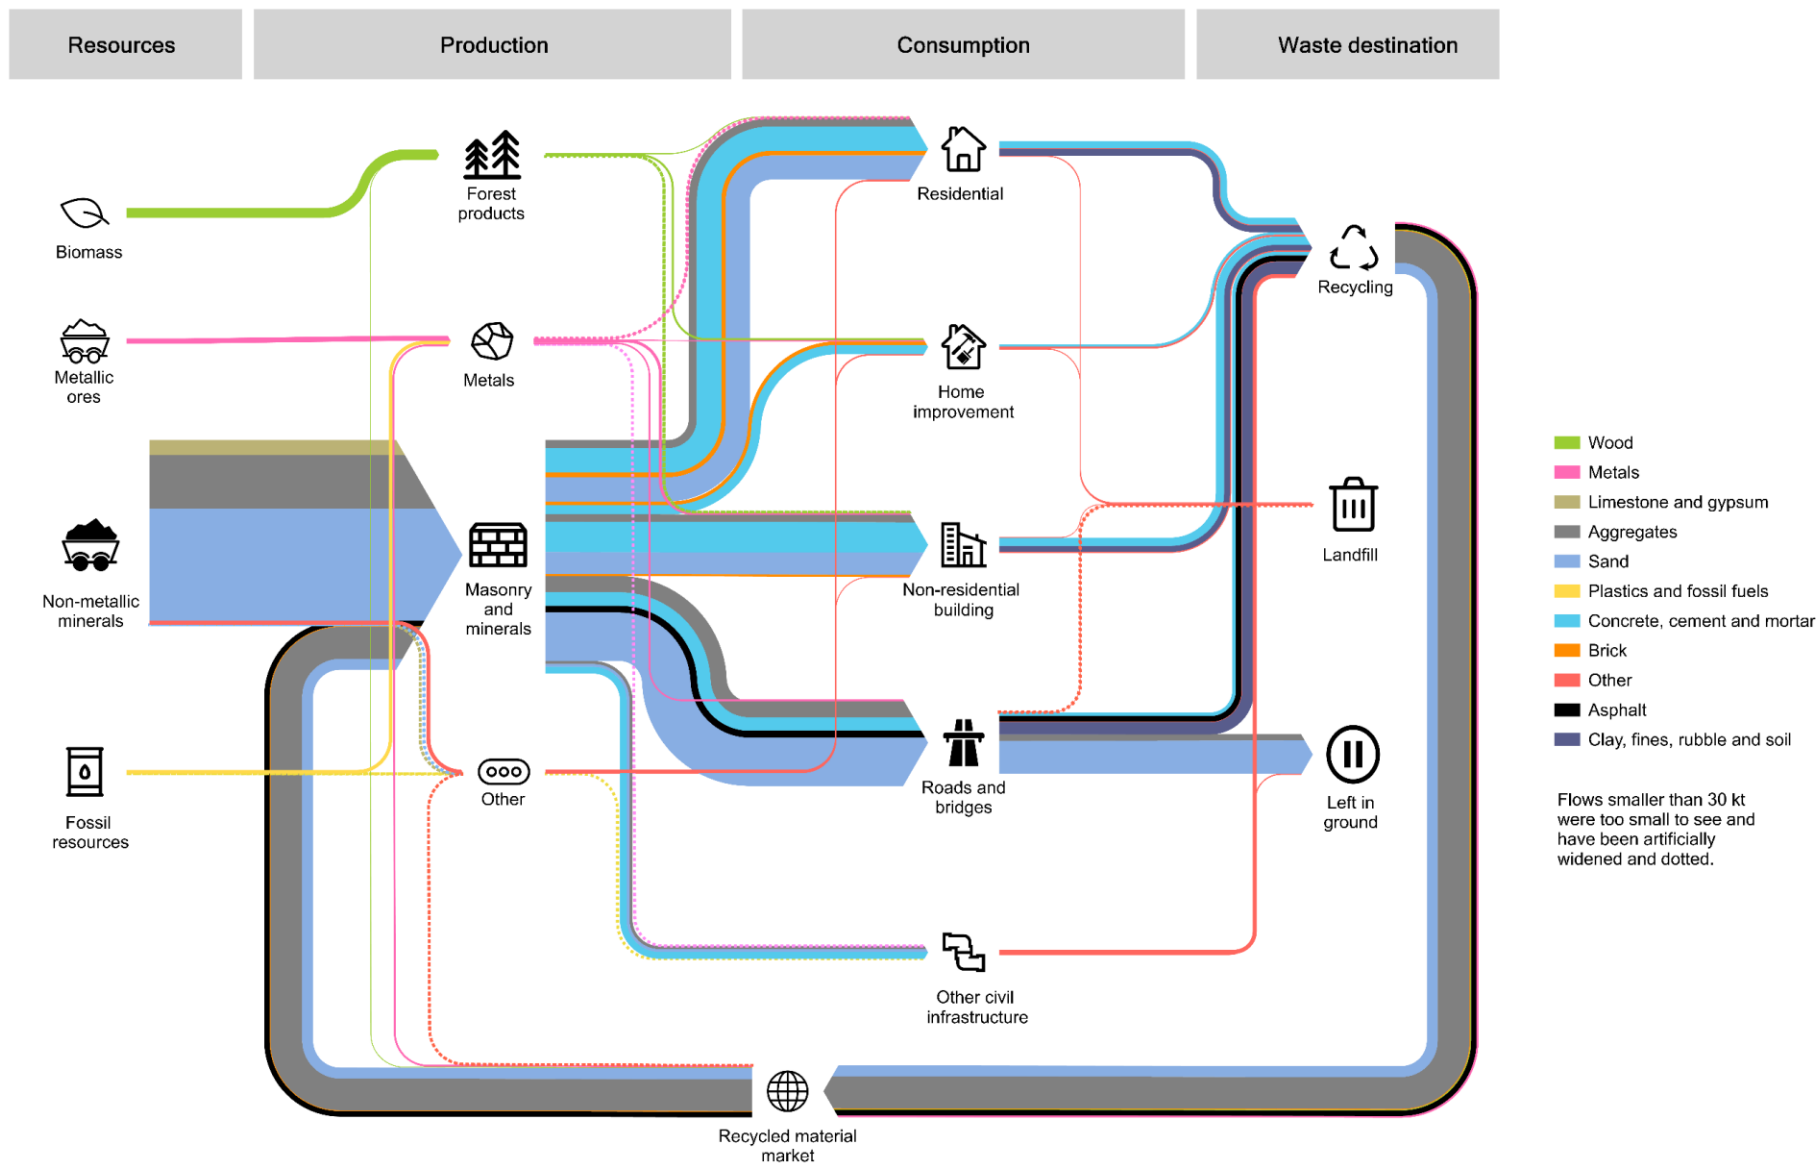 Resources
Production
Consumption
Waste destination
Forest
products
Residential
Biomass
Recycling
Metallic
ores
Metals
Home
improvement
Wood
Metals
Limestone and gypsum
Aggregates
Sand
Plastics and fossil fuels
Concrete, cement and mortar
Brick
Other
Asphalt
Clay, fines, rubble and soil
Non-metallic
minerals
Masonry
and
minerals
Non-residential
building
Landfill
Fossil
resources
Other
Roads and
bridges
Left in
ground
Flows smaller than 30 kt
were too small to see and
have been artificially
widened and dotted.
Other civil
infrastructure
Recycled material
market